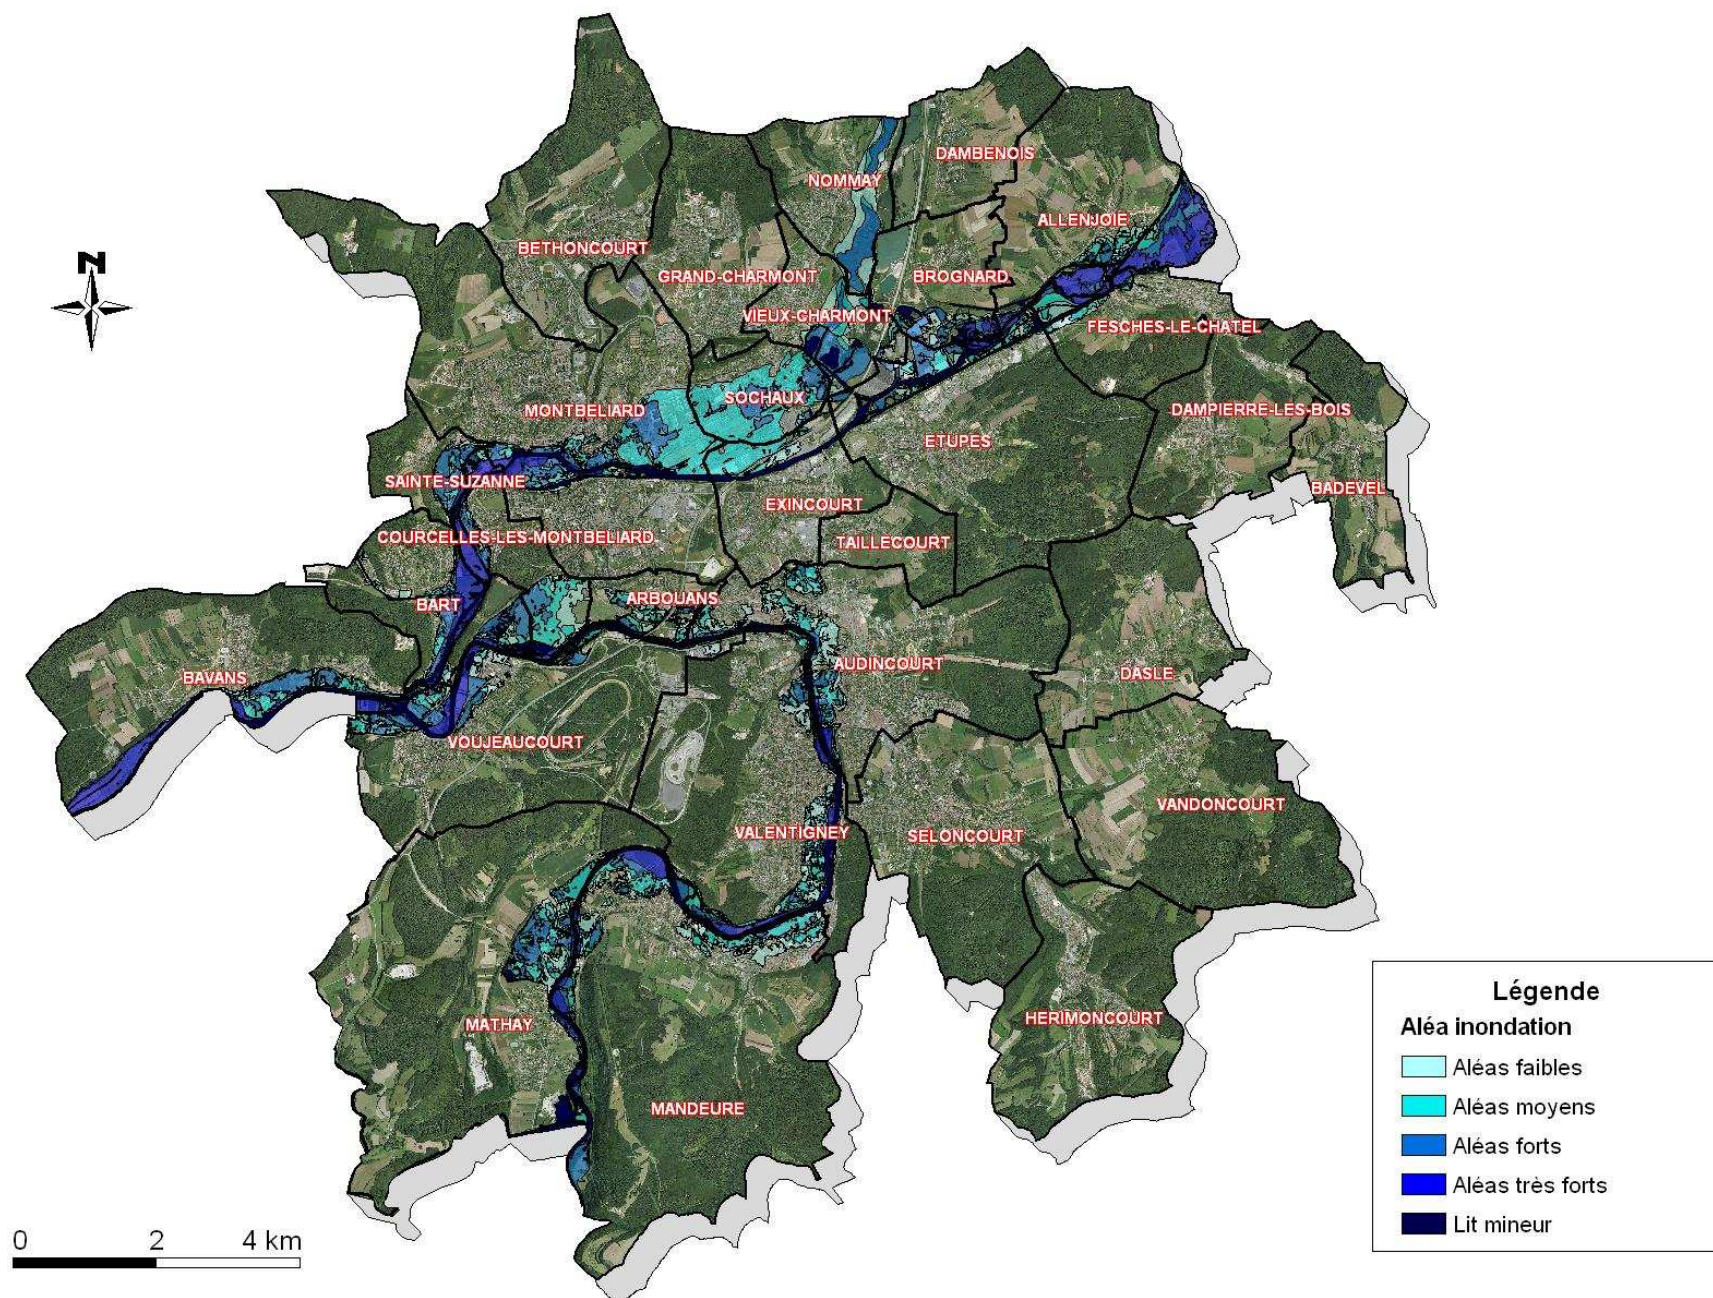 DAMBENOIS
NOMMAY
ALLENJOIE
N
BETHONCOURT
GRAND-CHARMONT
BROGNARD
VIEUX-CHARMONT
FESCHES-LE-CHATEL
SOCHAUX
MONTBELIARD
DAMPIERRE-LES-BOIS
ETUPES
SAINTE-SUZANNE
BADEVEL
EXINCOURT
COURCELLES-LES-MONTBELIARD
TAILLECOURT
ARBOUANS
BART
AUDINCOURT
DASLE
BAVANS
VOUJEAUCOURT
VANDONCOURT
VALENTIGNEY
SELONCOURT
MATHAY
HERIMONCOURT
MANDEURE
Légende
Aléa inondation
Aléas faibles
Aléas moyens
Aléas forts
Aléas très forts
Lit mineur
0 2 4 km